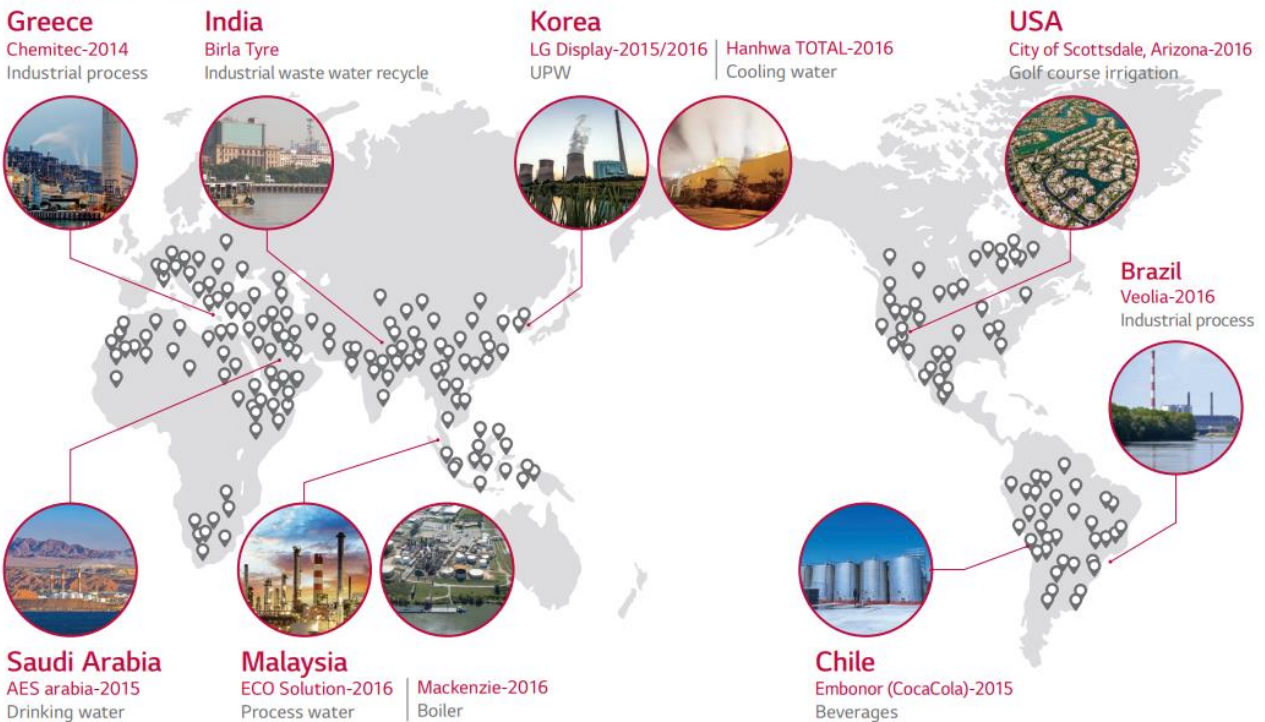 Greece
Chemitec-2014
Industrial process
India
Birla Tyre
Industrial waste water recycle
Korea
LG Display-2015/2016
UPW
Hanhwa TOTAL-2016
Cooling water
USA
City of Scottsdale, Arizona-2016
Golf course irrigation
Brazil
Veolia-2016
Industrial process
Saudi Arabia
AES arabia-2015
Drinking water
Malaysia
ECO Solution-2016
Process water
Mackenzie-2016
Boiler
Chile
Embonor (CocaCola)-2015
Beverages